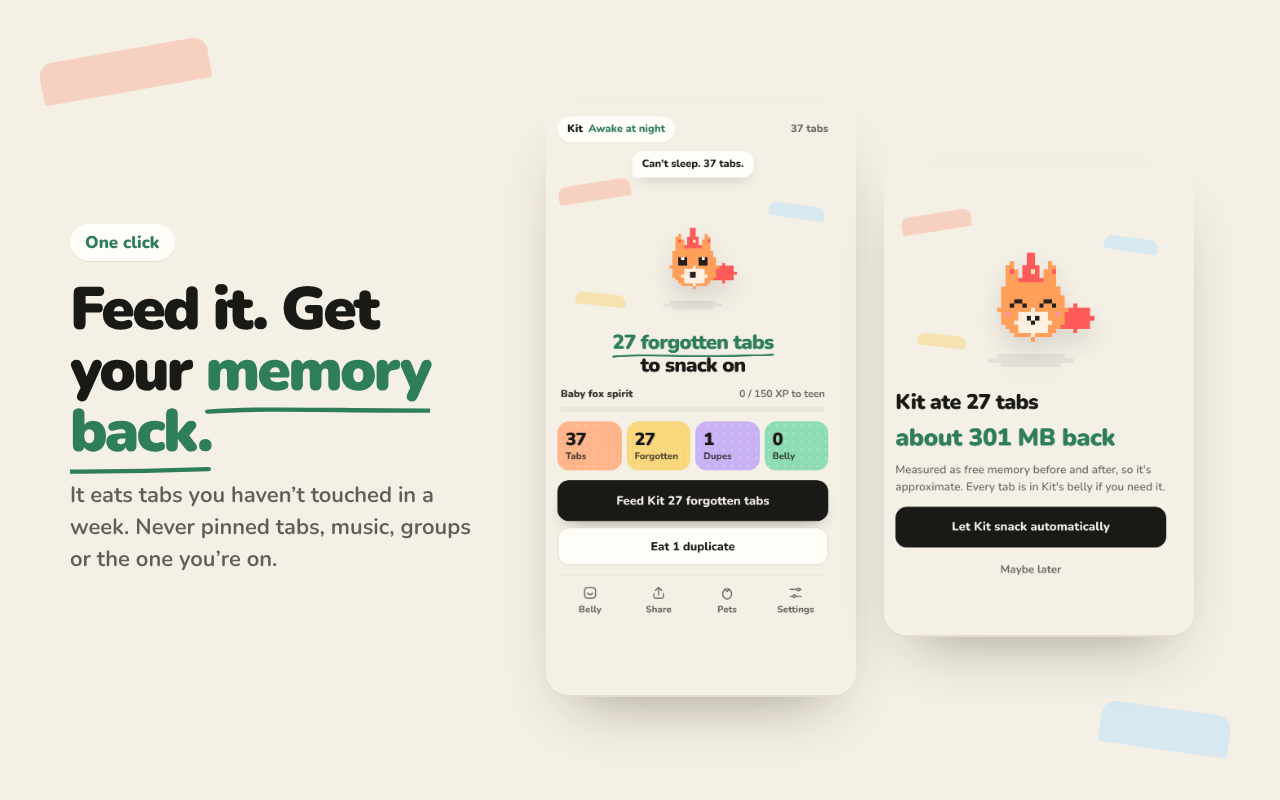 One click
Feed it. Get
your memory
back.
It eats tabs you haven’t touched in a
week. Never pinned tabs, music, groups
or the one you’re on.
Kit Awake at night
37 tabs
Can't sleep. 37 tabs.
27 forgotten tabs
to snack on
Baby fox spirit
0 / 150 XP to teen
37
Tabs
27
Forgotten
1
Dupes
0
Belly
Feed Kit 27 forgotten tabs
Eat 1 duplicate
Belly
Share
Pets
Settings
Kit ate 27 tabs
about 301 MB back
Measured as free memory before and after, so it's
approximate. Every tab is in Kit's belly if you need it.
Let Kit snack automatically
Maybe later